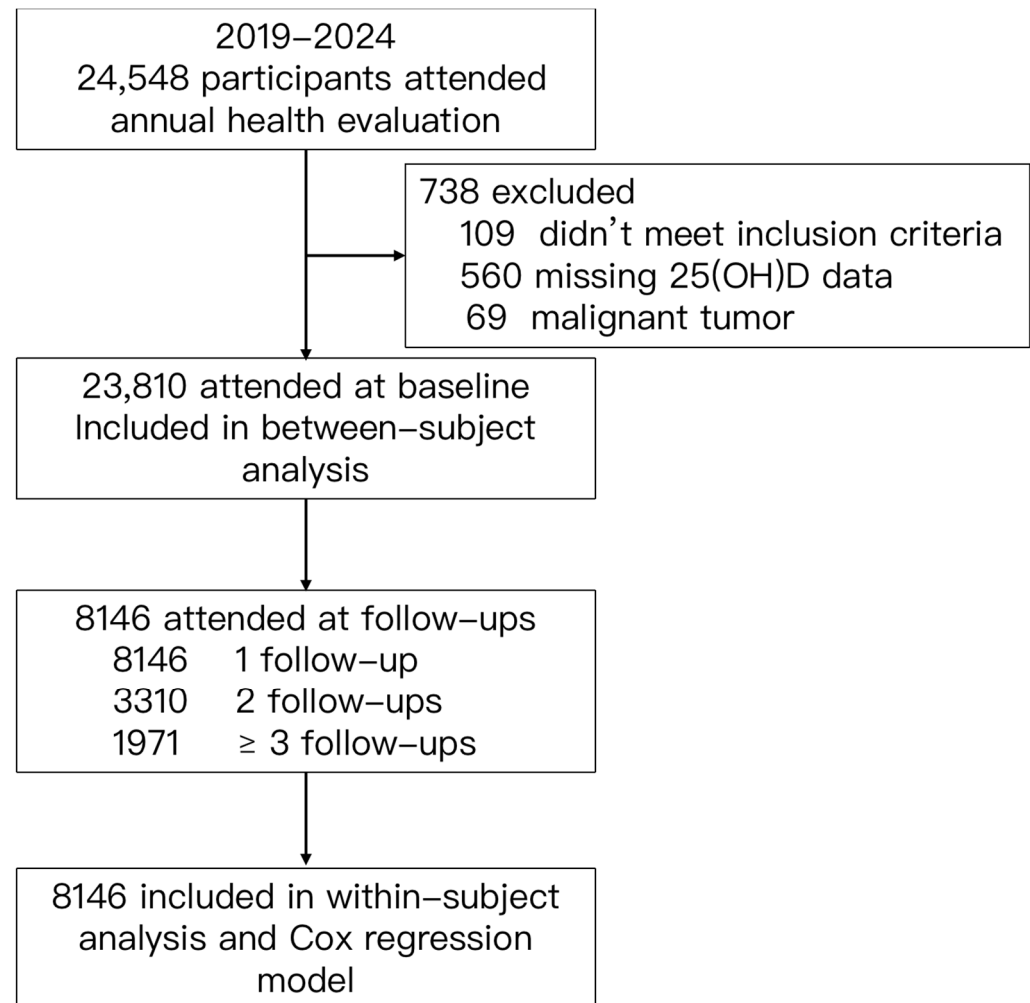 2019–2024
24,548 participants attended
annual health evaluation
738 excluded
109 didn't meet inclusion criteria
560 missing 25(OH)D data
69 malignant tumor
23,810 attended at baseline
Included in between–subject
analysis
8146 attended at follow–ups
8146 1 follow–up
3310 2 follow–ups
1971 ≥ 3 follow–ups
8146 included in within–subject
analysis and Cox regression
model